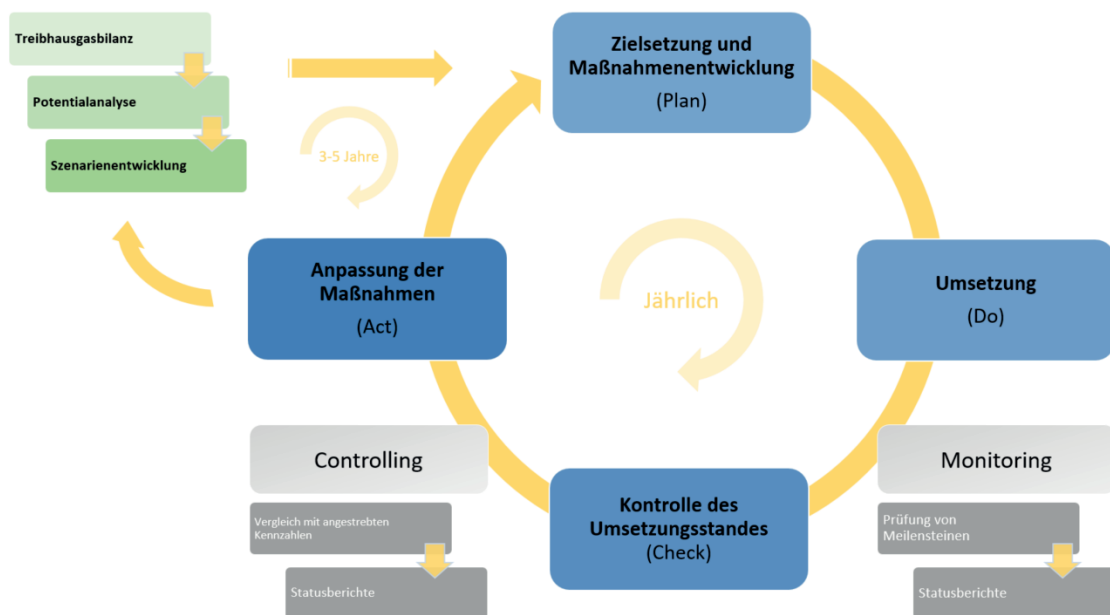 Treibhausgasbilanz
Potentialanalyse
Szenarienentwicklung
3-5 Jahre
Zielsetzung und
Maßnahmenentwicklung
(Plan)
Anpassung der
Maßnahmen
(Act)
Jährlich
Umsetzung
(Do)
Controlling
Vergleich mit angestrebten
Kennzahlen
Statusberichte
Kontrolle des
Umsetzungsstandes
(Check)
Monitoring
Prüfung von
Meilensteinen
Statusberichte